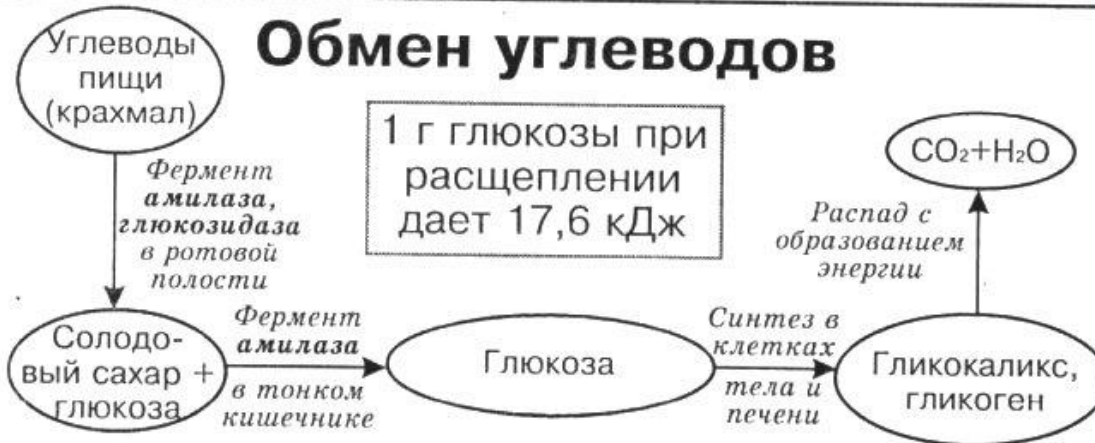 Обмен углеводов
Углеводы
пищи
(крахмал)
1 г глюкозы при
расщеплении
дает 17,6 кДж
CO₂+H₂O
Фермент
амилаза,
глюкозидаза
в ротовой
полости
Распад с
образованием
энергии
Солодо-
вый сахар +
глюкоза
Фермент
амилаза
в тонком
кишечнике
Глюкоза
Синтез в
клетках
тела и
печени
Гликокаликс,
гликоген